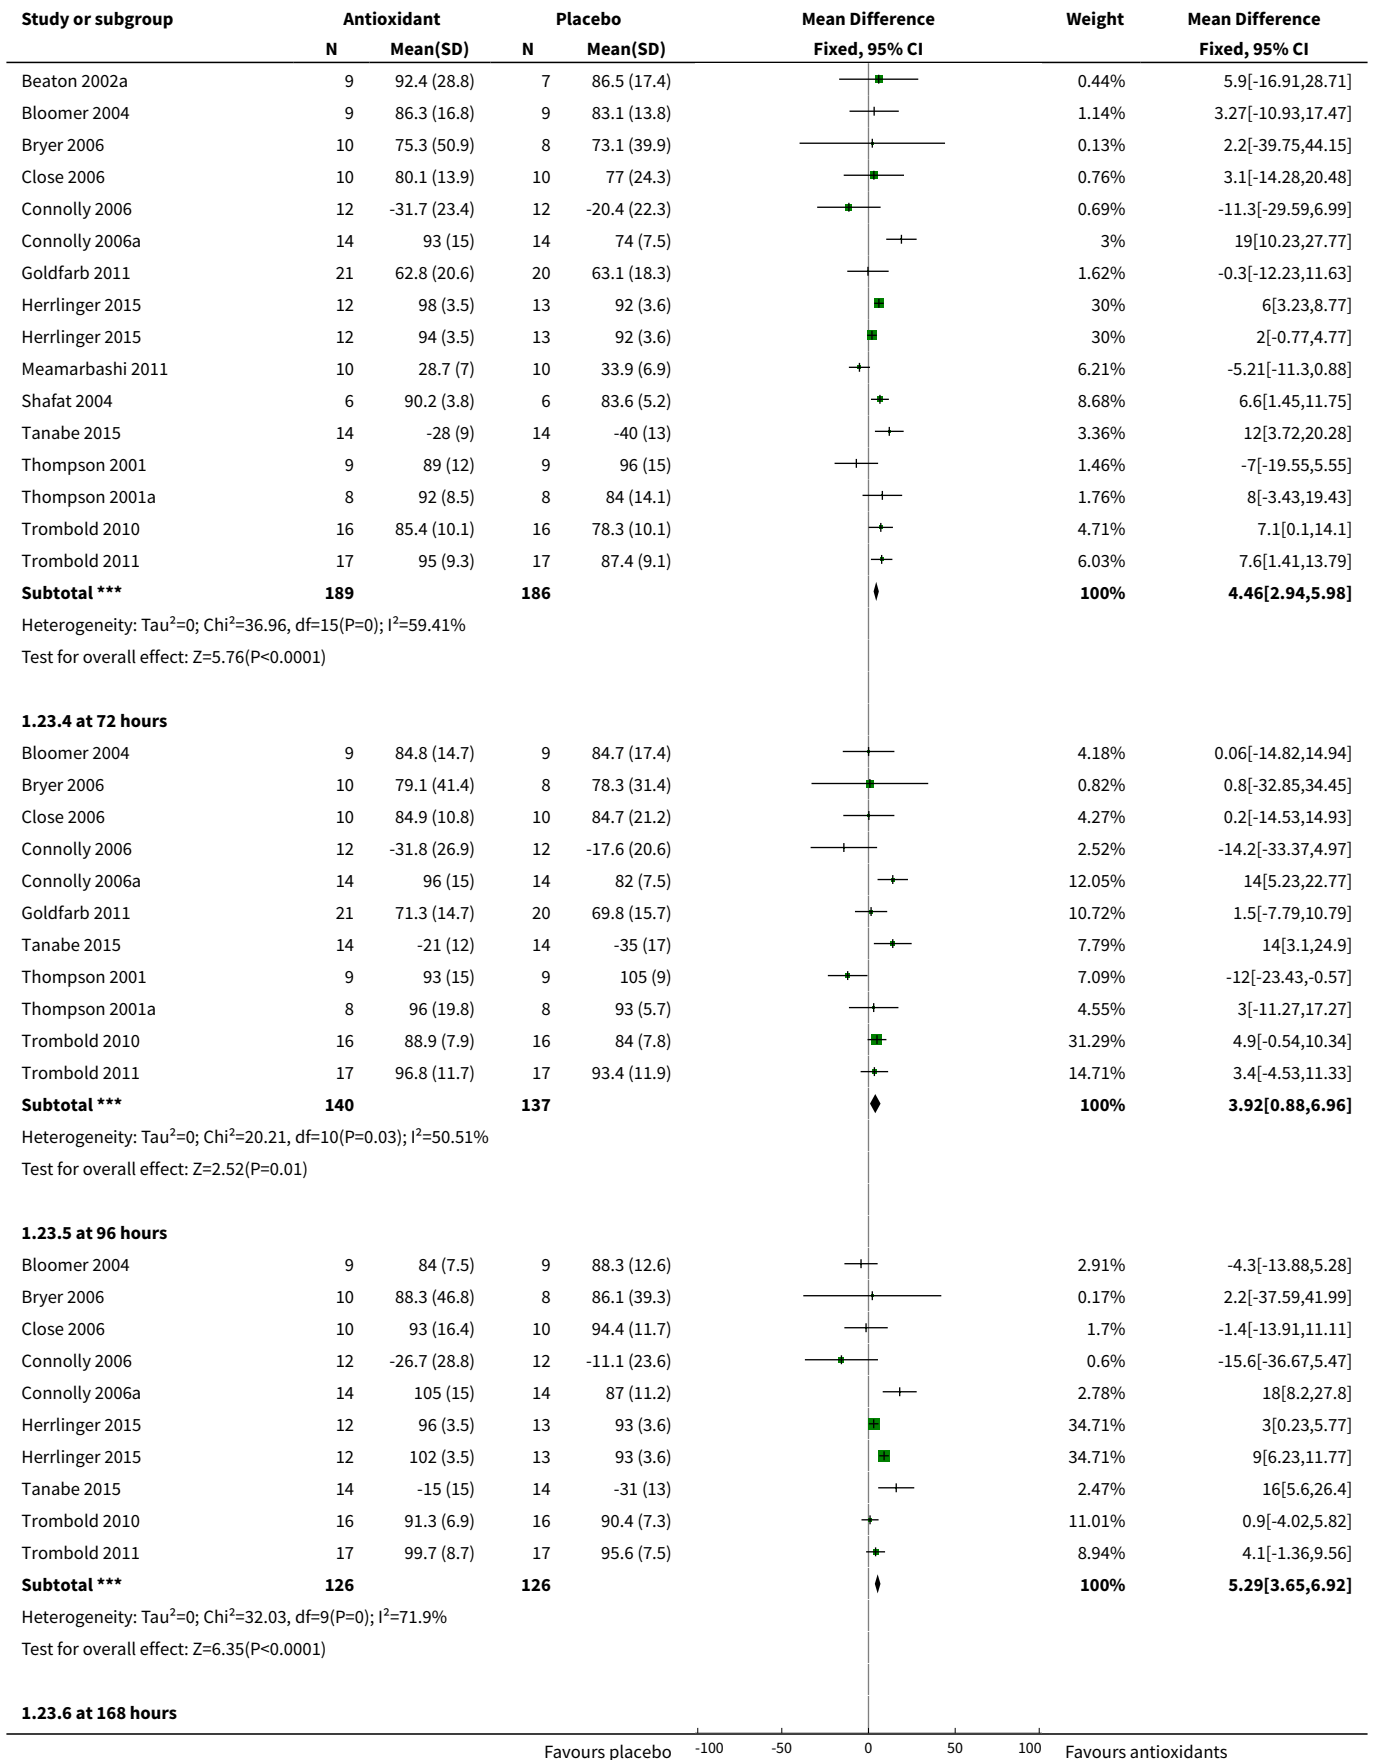 Study or subgroup Antioxidant Placebo Mean Difference Weight Mean Difference
N Mean(SD) N Mean(SD) Fixed, 95% CI Fixed, 95% CI
Beaton 2002a 9 92.4 (28.8) 7 86.5 (17.4) 0.44% 5.9[-16.91,28.71]
Bloomer 2004 9 86.3 (16.8) 9 83.1 (13.8) 1.14% 3.27[-10.93,17.47]
Bryer 2006 10 75.3 (50.9) 8 73.1 (39.9) 0.13% 2.2[-39.75,44.15]
Close 2006 10 80.1 (13.9) 10 77 (24.3) 0.76% 3.1[-14.28,20.48]
Connolly 2006 12 -31.7 (23.4) 12 -20.4 (22.3) 0.69% -11.3[-29.59,6.99]
Connolly 2006a 14 93 (15) 14 74 (7.5) 3% 19[10.23,27.77]
Goldfarb 2011 21 62.8 (20.6) 20 63.1 (18.3) 1.62% -0.3[-12.23,11.63]
Herrlinger 2015 12 98 (3.5) 13 92 (3.6) 30% 6[3.23,8.77]
Herrlinger 2015 12 94 (3.5) 13 92 (3.6) 30% 2[-0.77,4.77]
Meamarbashi 2011 10 28.7 (7) 10 33.9 (6.9) 6.21% -5.21[-11.3,0.88]
Shafat 2004 6 90.2 (3.8) 6 83.6 (5.2) 8.68% 6.6[1.45,11.75]
Tanabe 2015 14 -28 (9) 14 -40 (13) 3.36% 12[3.72,20.28]
Thompson 2001 9 89 (12) 9 96 (15) 1.46% -7[-19.55,5.55]
Thompson 2001a 8 92 (8.5) 8 84 (14.1) 1.76% 8[-3.43,19.43]
Trombold 2010 16 85.4 (10.1) 16 78.3 (10.1) 4.71% 7.1[0.1,14.1]
Trombold 2011 17 95 (9.3) 17 87.4 (9.1) 6.03% 7.6[1.41,13.79]
Subtotal *** 189 186 100% 4.46[2.94,5.98]
Heterogeneity: Tau²=0; Chi²=36.96, df=15(P=0); I²=59.41%
Test for overall effect: Z=5.76(P<0.0001)
1.23.4 at 72 hours
Bloomer 2004 9 84.8 (14.7) 9 84.7 (17.4) 4.18% 0.06[-14.82,14.94]
Bryer 2006 10 79.1 (41.4) 8 78.3 (31.4) 0.82% 0.8[-32.85,34.45]
Close 2006 10 84.9 (10.8) 10 84.7 (21.2) 4.27% 0.2[-14.53,14.93]
Connolly 2006 12 -31.8 (26.9) 12 -17.6 (20.6) 2.52% -14.2[-33.37,4.97]
Connolly 2006a 14 96 (15) 14 82 (7.5) 12.05% 14[5.23,22.77]
Goldfarb 2011 21 71.3 (14.7) 20 69.8 (15.7) 10.72% 1.5[-7.79,10.79]
Tanabe 2015 14 -21 (12) 14 -35 (17) 7.79% 14[3.1,24.9]
Thompson 2001 9 93 (15) 9 105 (9) 7.09% -12[-23.43,-0.57]
Thompson 2001a 8 96 (19.8) 8 93 (5.7) 4.55% 3[-11.27,17.27]
Trombold 2010 16 88.9 (7.9) 16 84 (7.8) 31.29% 4.9[-0.54,10.34]
Trombold 2011 17 96.8 (11.7) 17 93.4 (11.9) 14.71% 3.4[-4.53,11.33]
Subtotal *** 140 137 100% 3.92[0.88,6.96]
Heterogeneity: Tau²=0; Chi²=20.21, df=10(P=0.03); I²=50.51%
Test for overall effect: Z=2.52(P=0.01)
1.23.5 at 96 hours
Bloomer 2004 9 84 (7.5) 9 88.3 (12.6) 2.91% -4.3[-13.88,5.28]
Bryer 2006 10 88.3 (46.8) 8 86.1 (39.3) 0.17% 2.2[-37.59,41.99]
Close 2006 10 93 (16.4) 10 94.4 (11.7) 1.7% -1.4[-13.91,11.11]
Connolly 2006 12 -26.7 (28.8) 12 -11.1 (23.6) 0.6% -15.6[-36.67,5.47]
Connolly 2006a 14 105 (15) 14 87 (11.2) 2.78% 18[8.2,27.8]
Herrlinger 2015 12 96 (3.5) 13 93 (3.6) 34.71% 3[0.23,5.77]
Herrlinger 2015 12 102 (3.5) 13 93 (3.6) 34.71% 9[6.23,11.77]
Tanabe 2015 14 -15 (15) 14 -31 (13) 2.47% 16[5.6,26.4]
Trombold 2010 16 91.3 (6.9) 16 90.4 (7.3) 11.01% 0.9[-4.02,5.82]
Trombold 2011 17 99.7 (8.7) 17 95.6 (7.5) 8.94% 4.1[-1.36,9.56]
Subtotal *** 126 126 100% 5.29[3.65,6.92]
Heterogeneity: Tau²=0; Chi²=32.03, df=9(P=0); I²=71.9%
Test for overall effect: Z=6.35(P<0.0001)
1.23.6 at 168 hours
Favours placebo -100 -50 0 50 100 Favours antioxidants